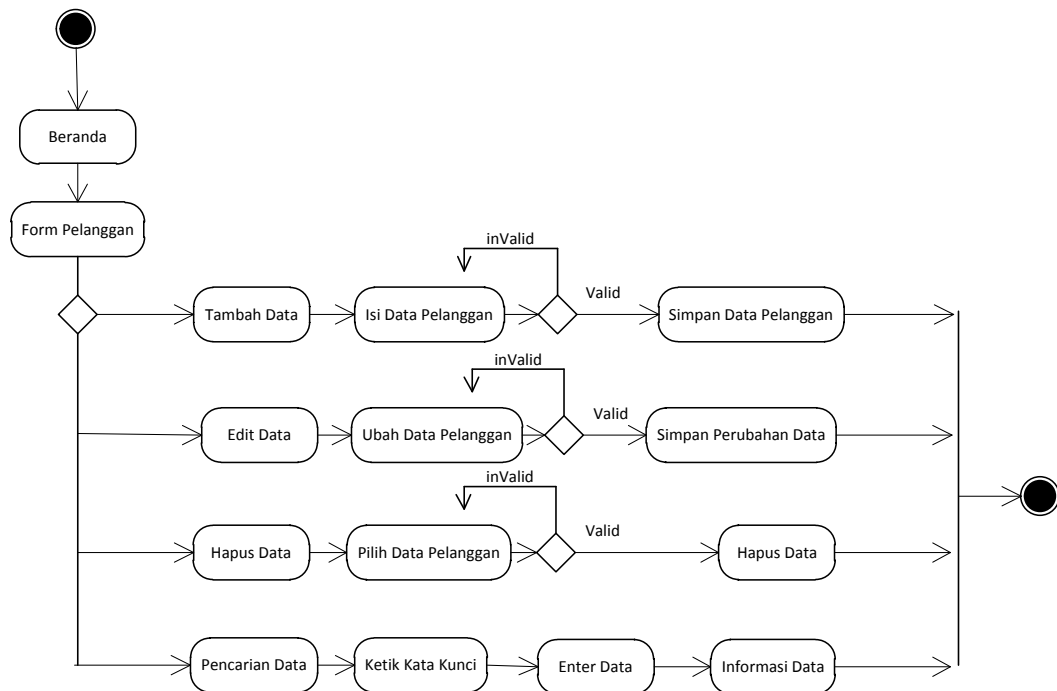 Beranda
Form Pelanggan
inValid
Tambah Data
Isi Data Pelanggan
Valid
Simpan Data Pelanggan
inValid
Edit Data
Ubah Data Pelanggan
Valid
Simpan Perubahan Data
inValid
Hapus Data
Pilih Data Pelanggan
Valid
Hapus Data
Pencarian Data
Ketik Kata Kunci
Enter Data
Informasi Data